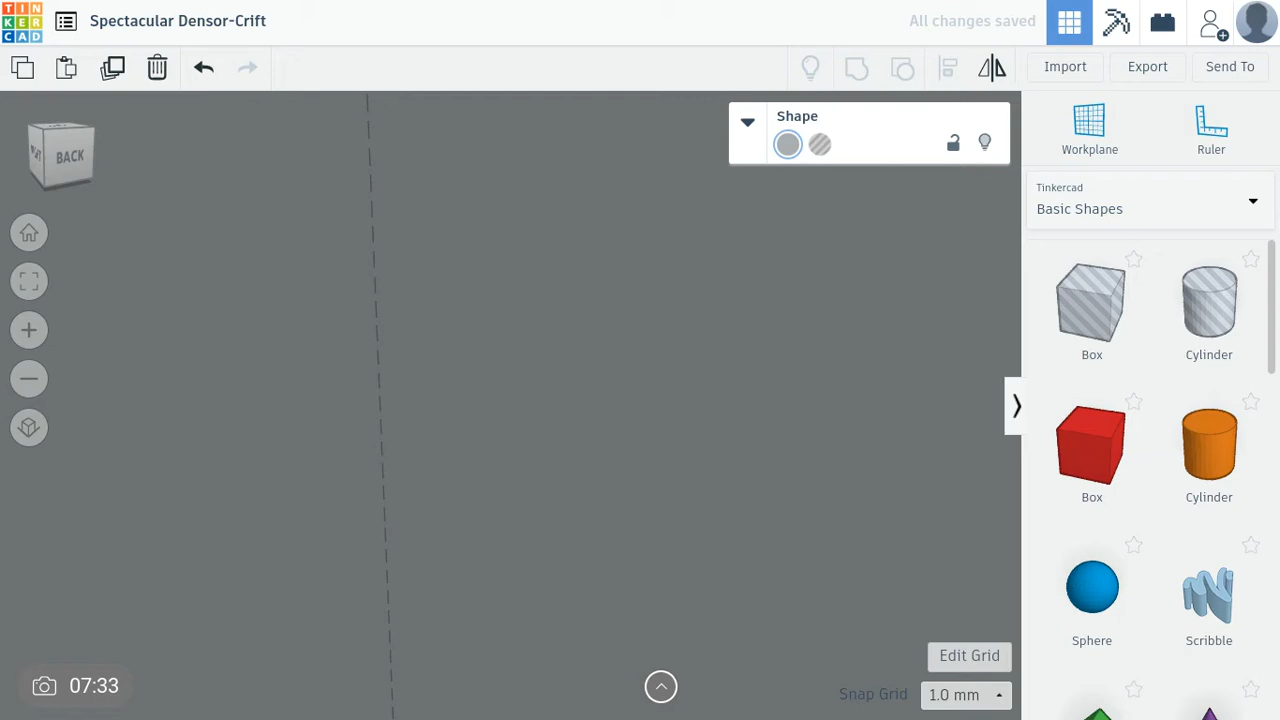 TIN
KER
CAD
Spectacular Densor-Crift
All changes saved
Import
Export
Send To
BACK
Shape
Workplane
Ruler
Tinkercad
Basic Shapes
Box
Cylinder
Box
Cylinder
Sphere
Scribble
Edit Grid
Snap Grid
1.0 mm
07:33